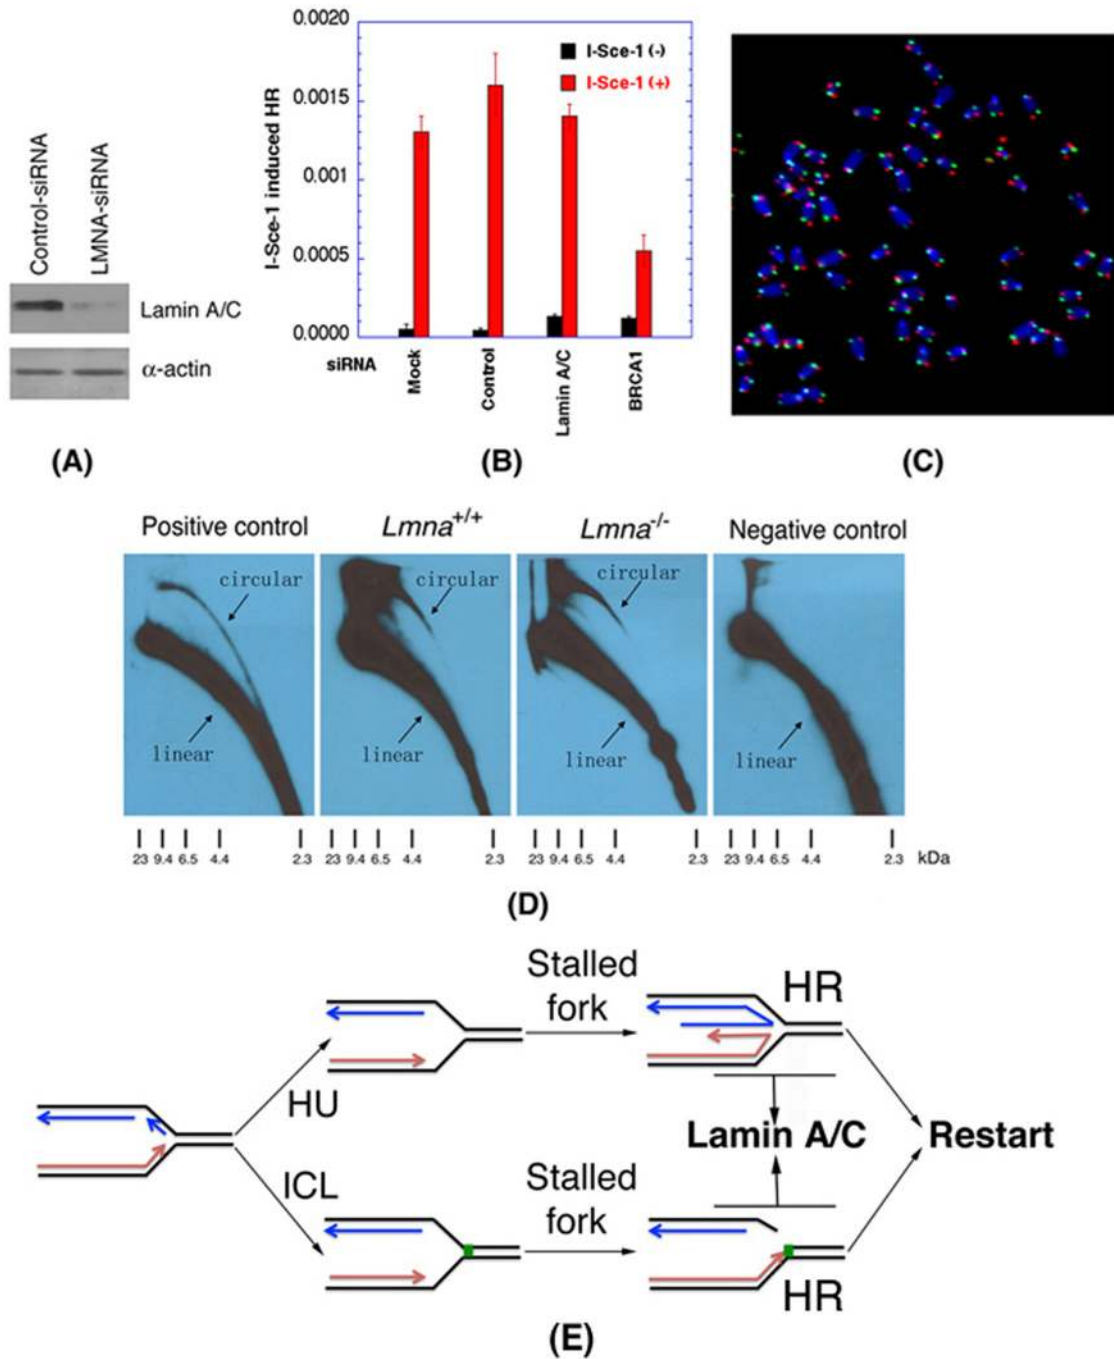 Control-siRNA
LMNA-siRNA
Lamin A/C
α-actin
(A)
0.0020
0.0015
0.001
0.0005
0.0000
I-Sce-1 induced HR
I-Sce-1 (-)
I-Sce-1 (+)
siRNA
Mock
Control
Lamin A/C
BRCA1
(B)
(C)
Positive control
Lmna+/+
Lmna-/-
Negative control
circular
linear
circular
linear
circular
linear
linear
23 9.4 6.5 4.4 2.3
23 9.4 6.5 4.4 2.3
23 9.4 6.5 4.4 2.3
23 9.4 6.5 4.4 2.3 kDa
(D)
Stalled
fork
HR
HU
Lamin A/C
Restart
ICL
Stalled
fork
HR
(E)